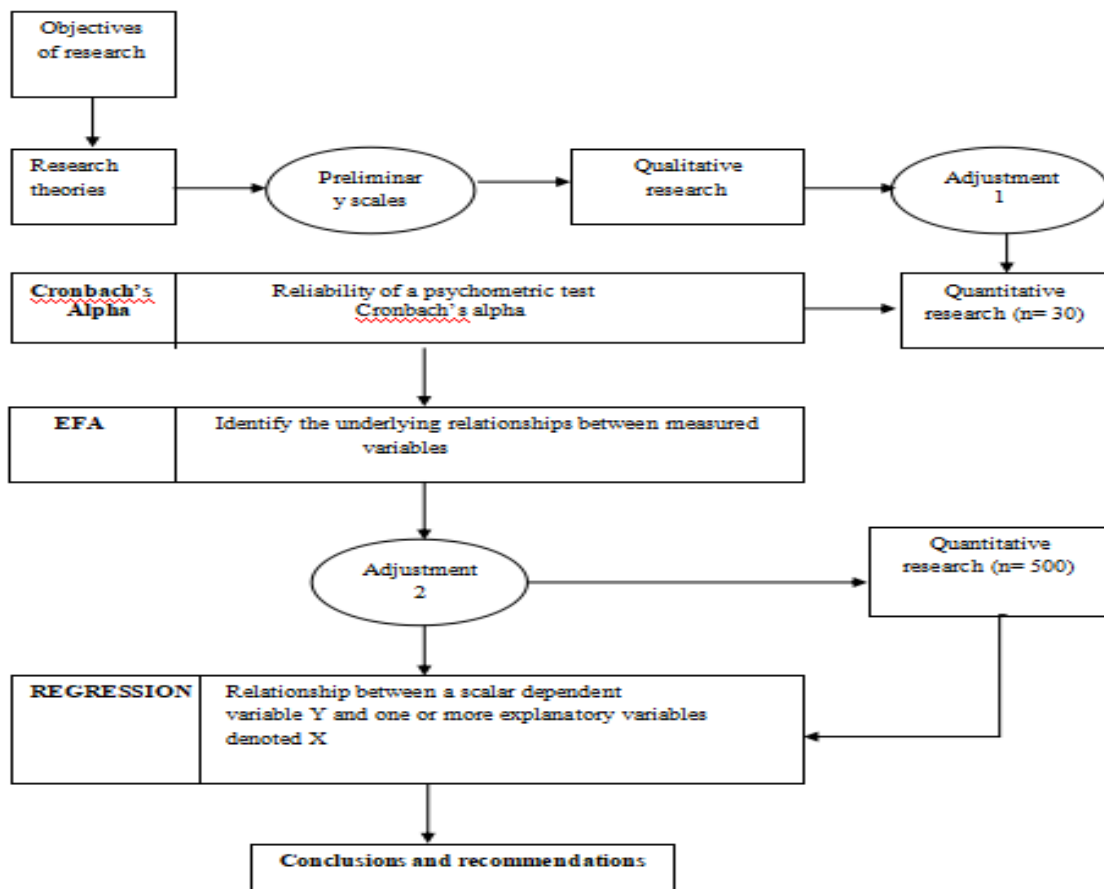 Objectives
of research
Research
theories
Preliminar
y scales
Qualitative
research
Adjustment
1
Cronbach's
Alpha
Reliability of a psychometric test
Cronbach's alpha
Quantitative
research (n= 30)
EFA
Identify the underlying relationships between measured
variables
Adjustment
2
Quantitative
research (n= 500)
REGRESSION
Relationship between a scalar dependent
variable Y and one or more explanatory variables
denoted X
Conclusions and recommendations